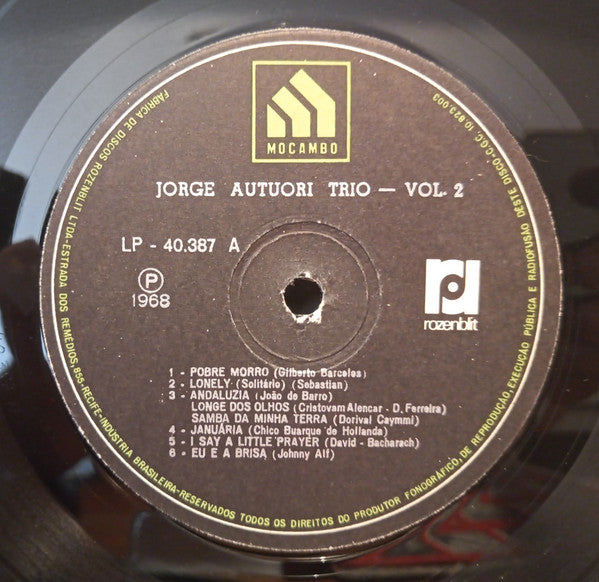 MOCAMBO
JORGE AUTUORI TRIO — VOL. 2
LP - 40.387 A
P
1968
rozenblit
1 - POBRE MORRO (Gilberto Barcelos)
2 - LONELY (Solitário) (Sebastian)
3 - ANDALUZIA (João de Barro)
LONGE DOS OLHOS (Cristovam Alencar - D. Ferreira)
SAMBA DA MINHA TERRA (Dorival Caymmi)
4 - JANUÁRIA (Chico Buarque de Hollanda)
5 - I SAY A LITTLE PRAYER (David - Bacharach)
6 - EU E A BRISA (Johnny Alf)
FÁBRICA DE DISCOS ROZENBLIT LTDA-ESTRADA DOS REMÉDIOS, 855-RECIFE-INDÚSTRIA BRASILEIRA-RESERVADOS TODOS OS DIREITOS DO PRODUTOR FONOGRÁFICO, DE REPRODUÇÃO, EXECUÇÃO PÚBLICA E RADIOFUSÃO DESTE DISCO-C.G.C. 10.823.003